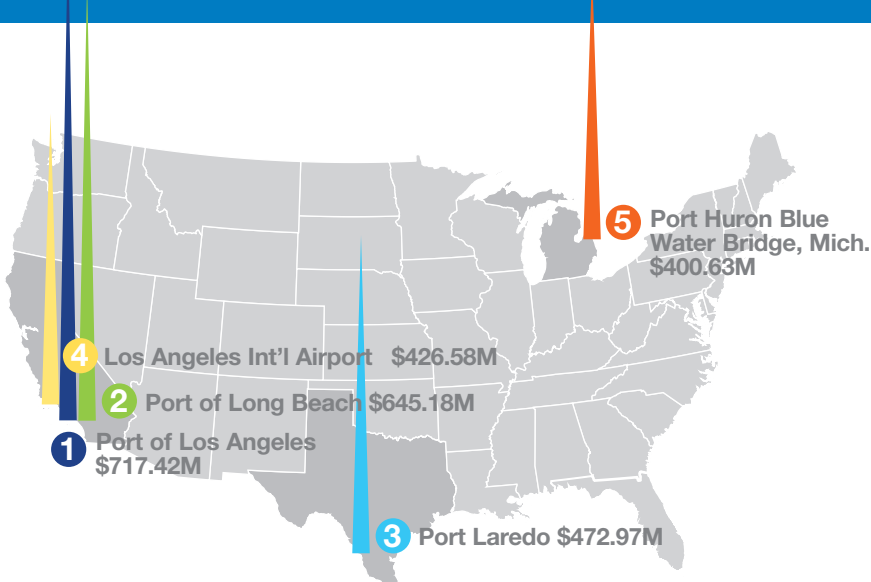 5 Port Huron Blue
Water Bridge, Mich.
$400.63M
4 Los Angeles Int’l Airport $426.58M
2 Port of Long Beach $645.18M
1 Port of Los Angeles
$717.42M
3 Port Laredo $472.97M